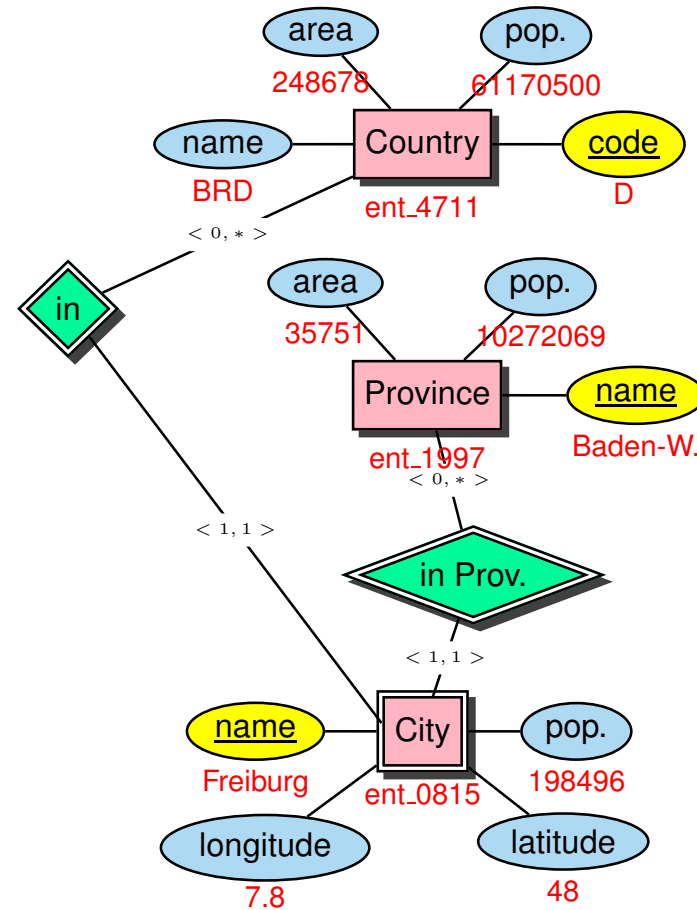 area
pop.
248678
61170500
name
Country
code
BRD
ent_4711
D
< 0, * >
in
area
pop.
35751
10272069
Province
name
ent_1997
Baden-W.
< 0, * >
< 1, 1 >
in Prov.
< 1, 1 >
name
City
pop.
Freiburg
ent_0815
198496
longitude
latitude
7.8
48